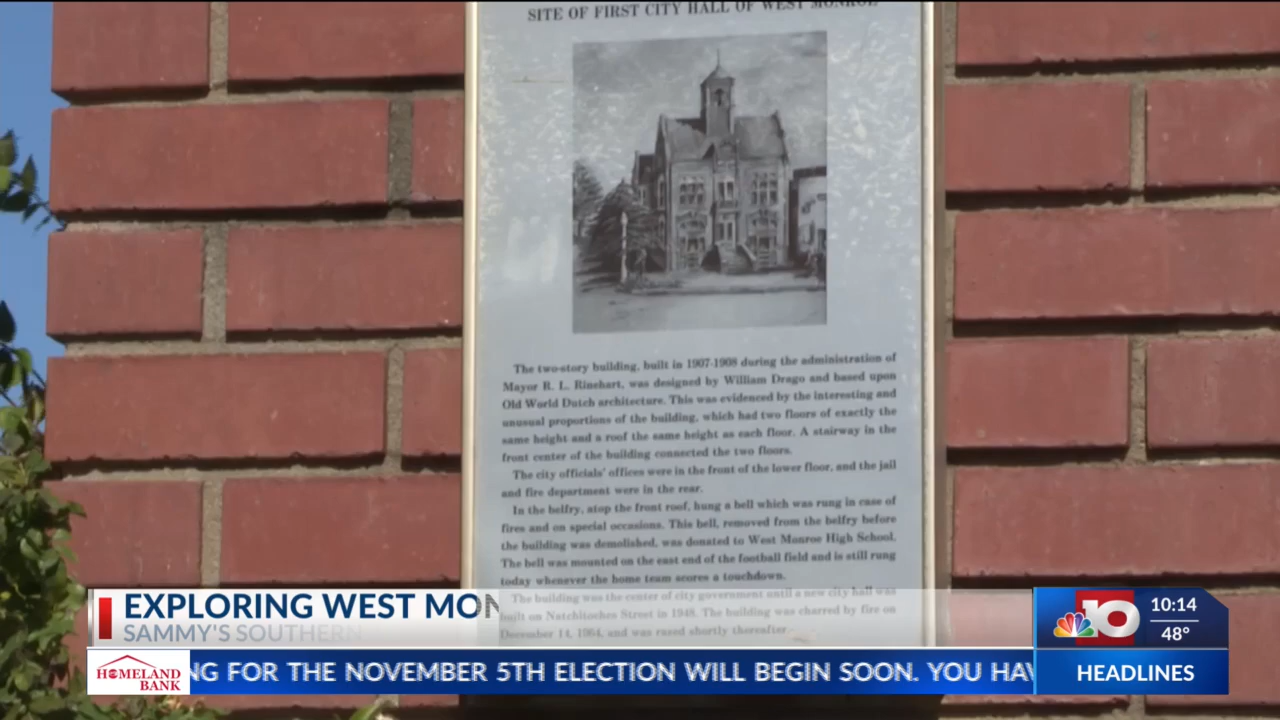 SITE OF FIRST CITY HALL OF WEST MONROE
The two-story building, built in 1907-1908 during the administration of
Mayor R. L. Rinehart, was designed by William Drago and based upon
Old World Dutch architecture. This was evidenced by the interesting and
unusual proportions of the building, which had two floors of exactly the
same height and a roof the same height as each floor. A stairway in the
front center of the building connected the two floors.
The city officials' offices were in the front of the lower floor, and the jail
and fire department were in the rear.
In the belfry, atop the front roof, hung a bell which was rung in case of
fires and on special occasions. This bell, removed from the belfry before
the building was demolished, was donated to West Monroe High School.
The bell was mounted on the east end of the football field and is still rung
today whenever the home team scores a touchdown.
The building was the center of city government until a new city hall was
built on Natchitoches Street in 1948. The building was charred by fire on
December 14, 1964, and was razed shortly thereafter.
EXPLORING WEST MON
SAMMY'S SOUTHERN
10
10:14
48°
HOMELAND
BANK
NG FOR THE NOVEMBER 5TH ELECTION WILL BEGIN SOON. YOU HAV
HEADLINES